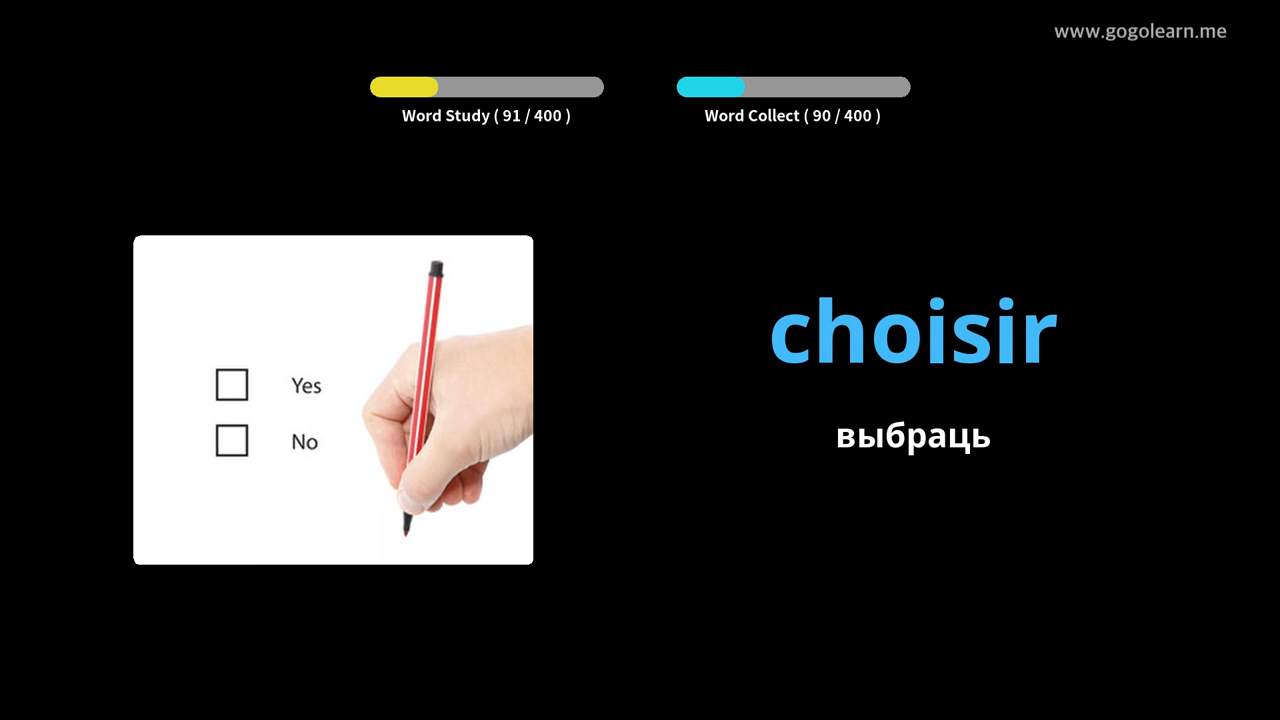 www.gogolearn.me
Word Study ( 91 / 400 )
Word Collect ( 90 / 400 )
Yes
No
choisir
выбраць